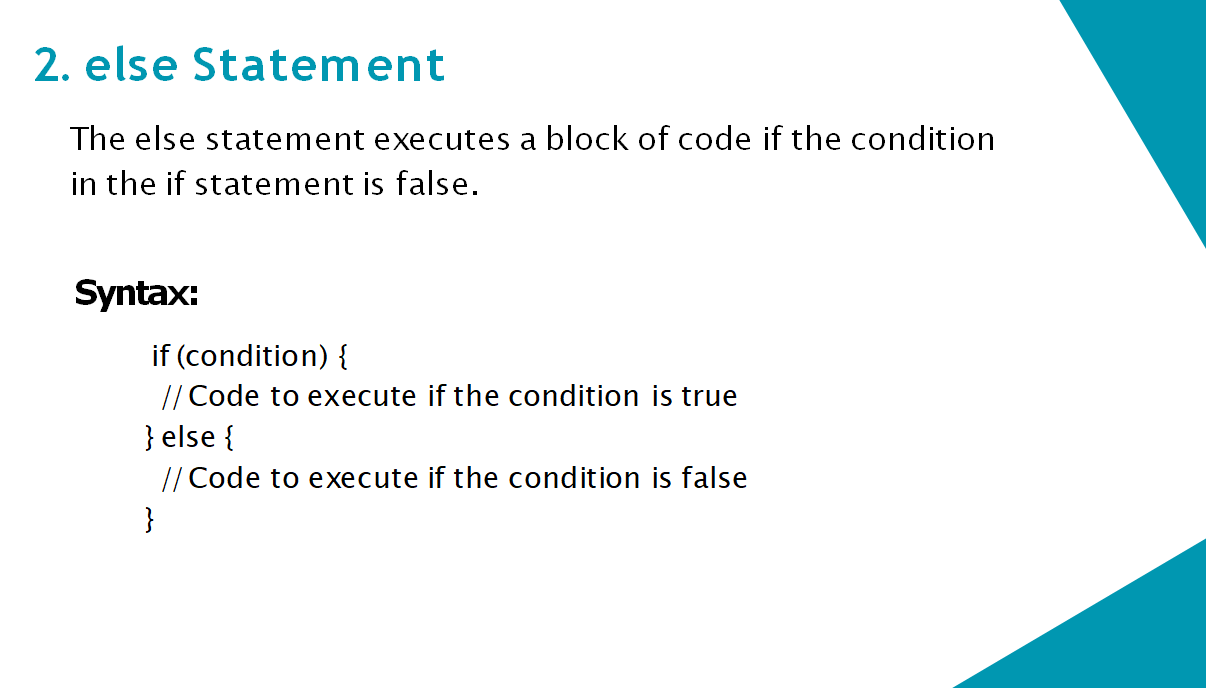 2. else Statement
The else statement executes a block of code if the condition
in the if statement is false.
Syntax:
if (condition) {
// Code to execute if the condition is true
} else {
// Code to execute if the condition is false
}